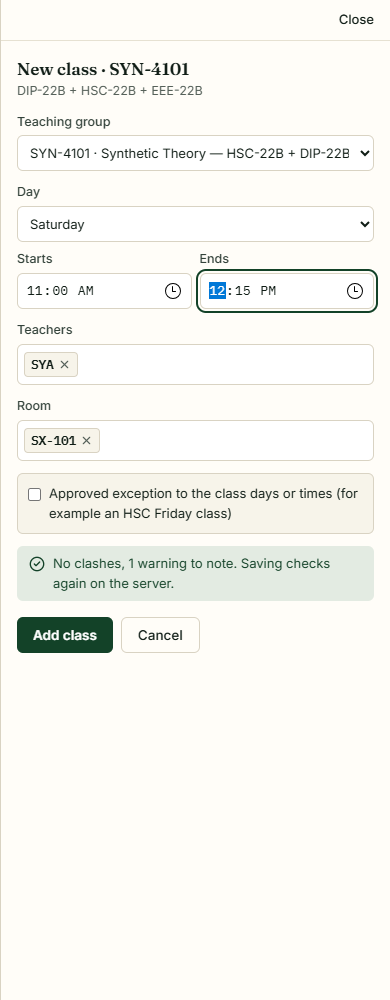 Close
New class · SYN-4101
DIP-22B + HSC-22B + EEE-22B
Teaching group
SYN-4101 · Synthetic Theory — HSC-22B + DIP-22B
Day
Saturday
Starts
Ends
11:00 AM
12:15 PM
Teachers
SYA ×
Room
SX-101 ×
Approved exception to the class days or times (for
example an HSC Friday class)
No clashes, 1 warning to note. Saving checks
again on the server.
Add class
Cancel